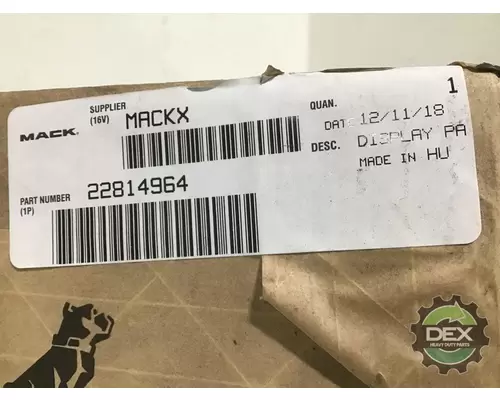 MACK
SUPPLIER
(16V)
MACKX
QUAN.
1
DATE 12/11/18
DESC.
DISPLAY PA
MADE IN HU
PART NUMBER
(1P)
22814964
DEX
HEAVY DUTY PARTS